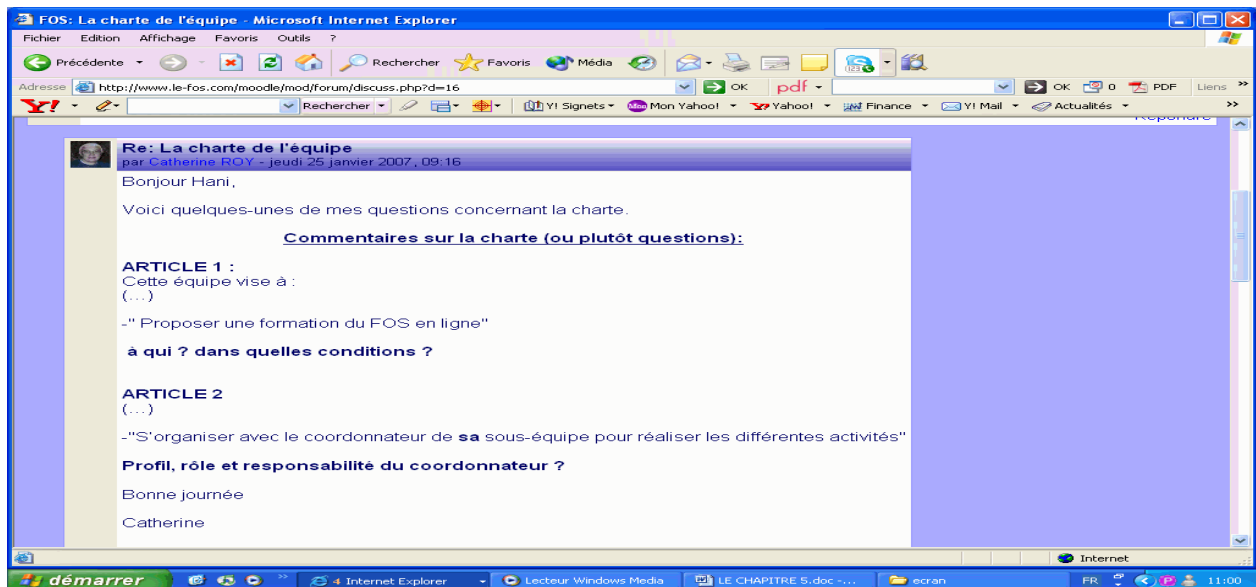 FOS: La charte de l'équipe - Microsoft Internet Explorer
Fichier Edition Affichage Favoris Outils ?
Précédente Rechercher Favoris Média
Adresse http://www.le-fos.com/moodle/mod/forum/discuss.php?d=16 OK pdf OK 0 PDF Liens »
Y! Rechercher Y! Signets Mon Yahoo! Yahoo! Finance Y! Mail Actualités »
Répondre
Re: La charte de l'équipe
par Catherine ROY - jeudi 25 janvier 2007, 09:16
Bonjour Hani,
Voici quelques-unes de mes questions concernant la charte.
Commentaires sur la charte (ou plutôt questions):
ARTICLE 1 :
Cette équipe vise à :
(...)
-" Proposer une formation du FOS en ligne"
à qui ? dans quelles conditions ?
ARTICLE 2
(...)
-"S'organiser avec le coordonnateur de sa sous-équipe pour réaliser les différentes activités"
Profil, rôle et responsabilité du coordonnateur ?
Bonne journée
Catherine
Internet
démarrer » 4 Internet Explorer Lecteur Windows Media LE CHAPITRE 5.doc -... ecran FR 11:00